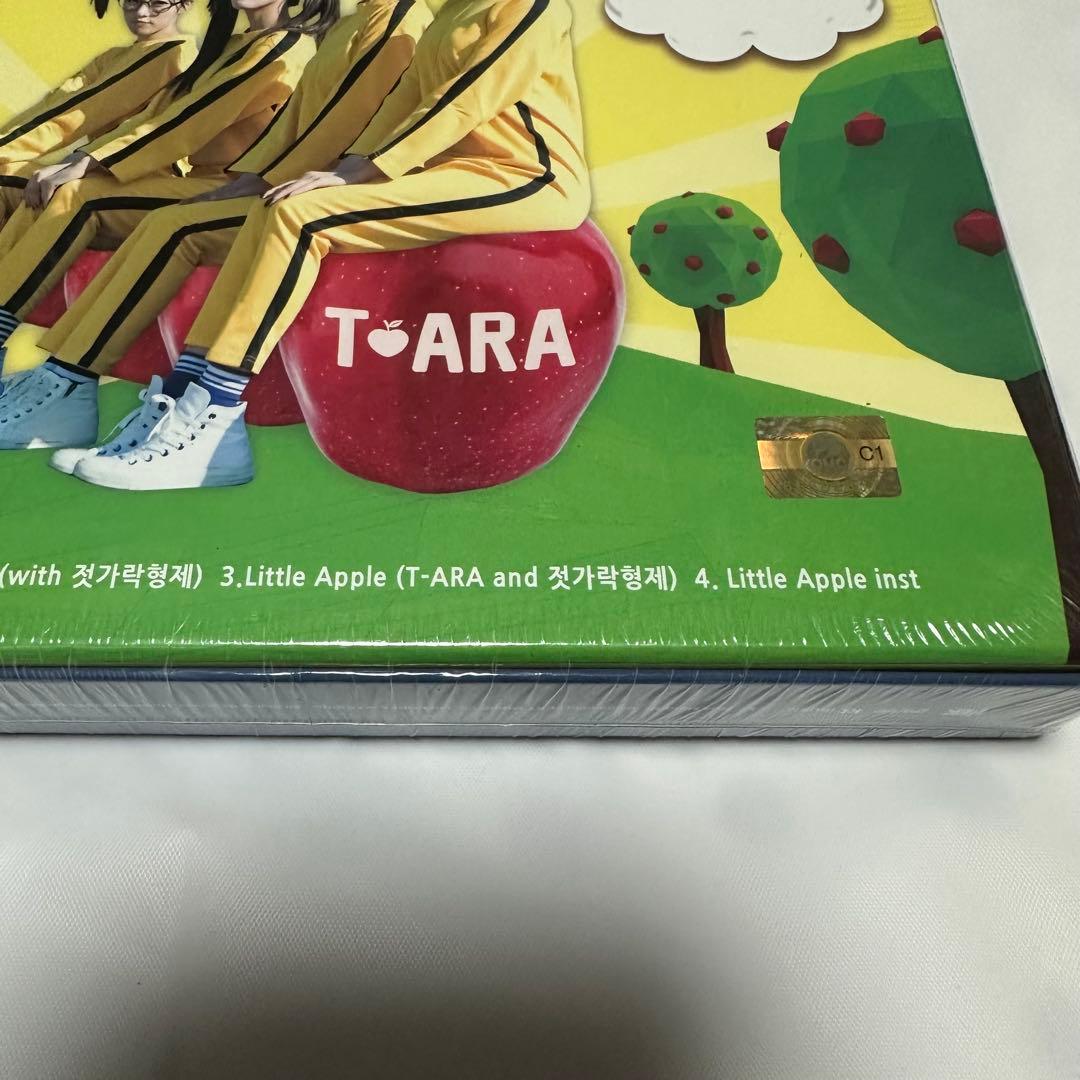 T ARA
C1
(with 젓가락형제) 3.Little Apple (T-ARA and 젓가락형제) 4. Little Apple inst